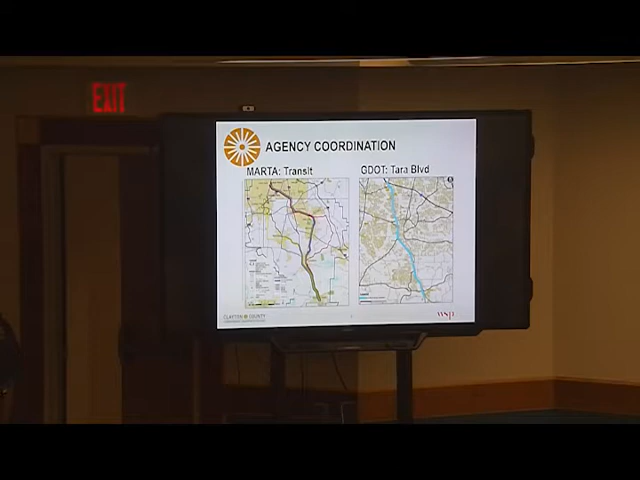 EXIT
AGENCY COORDINATION
MARTA: Transit
GDOT: Tara Blvd
CLAYTON COUNTY
wsp